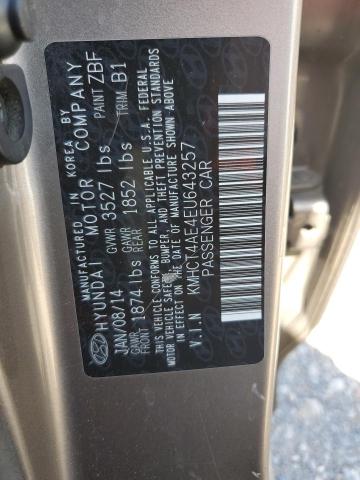 MANUFACTURED IN KOREA BY
HYUNDAI MOTOR COMPANY
JAN/08/14 GVWR 3527 lbs PAINT ZBF
GAWR FRONT 1874 lbs GAWR REAR 1852 lbs TRIM B1
THIS VEHICLE CONFORMS TO ALL APPLICABLE U.S.A. FEDERAL
MOTOR VEHICLE SAFETY, BUMPER, AND THEFT PREVENTION STANDARDS
IN EFFECT ON THE DATE OF MANUFACTURE SHOWN ABOVE
V.I.N KMHCT4AE4EU643257
PASSENGER CAR